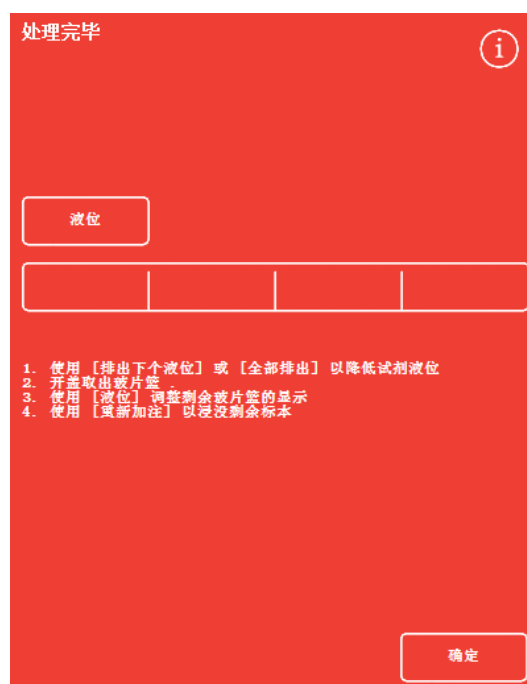 处理完毕
i
液位
1. 使用 [排出下个液位] 或 [全部排出] 以降低试剂液位
2. 开盖取出玻片篮 .
3. 使用 [液位] 调整剩余玻片篮的显示
4. 使用 [重新加注] 以浸没剩余标本
确定